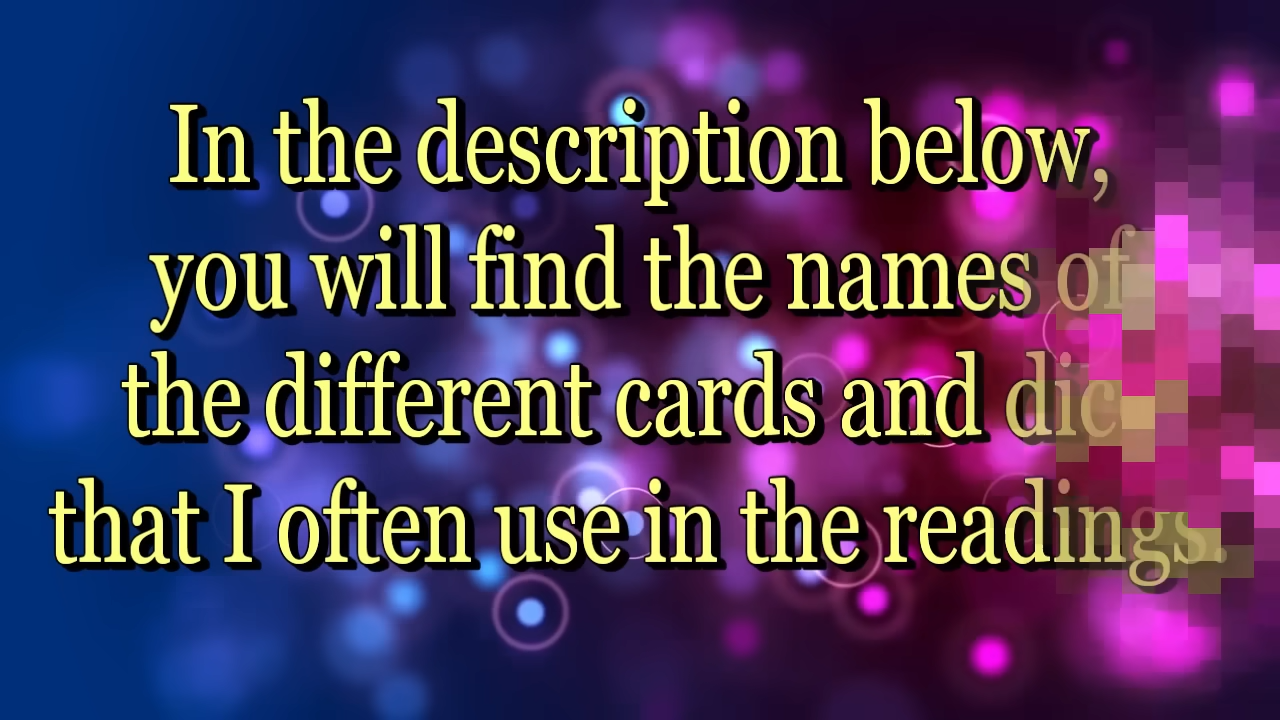 In the description below,
you will find the names of
the different cards and
that I often use in the readings.